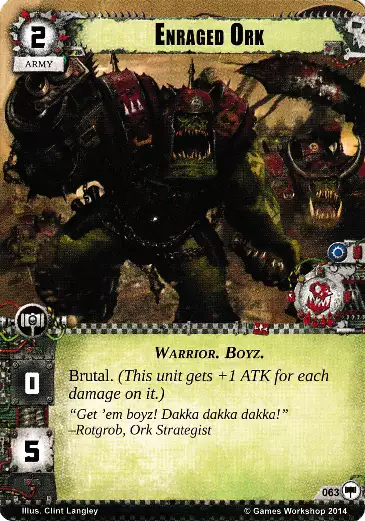 2
ENRAGED ORK
ARMY
WARRIOR. BOYZ.
0
Brutal. (This unit gets +1 ATK for each
damage on it.)
“Get ’em boyz! Dakka dakka dakka!”
–Rotgrob, Ork Strategist
5
063
Illus. Clint Langley
© Games Workshop 2014